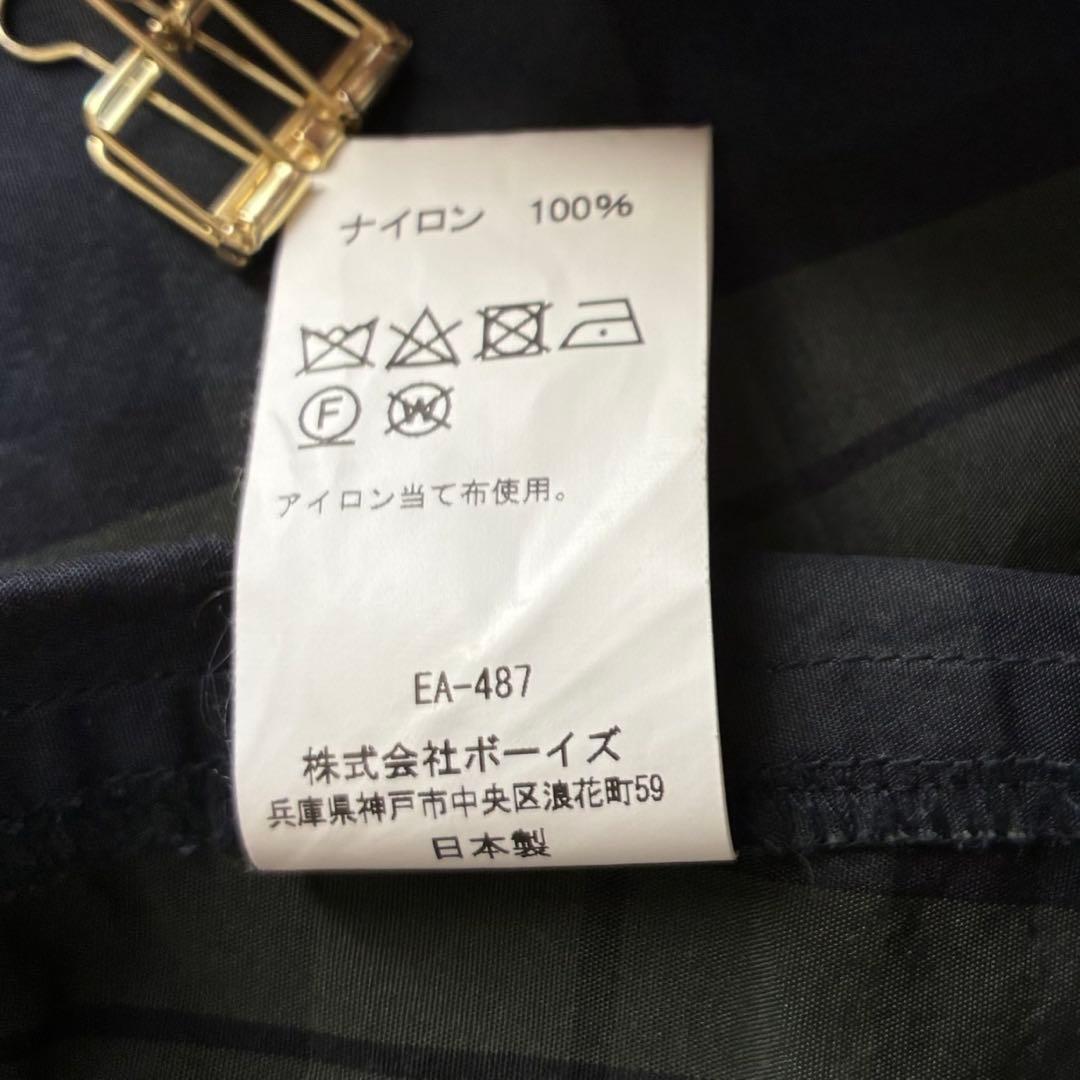 ナイロン 100%
F W
アイロン当て布使用。
EA-487
株式会社ボーイズ
兵庫県神戸市中央区浪花町59
日本製